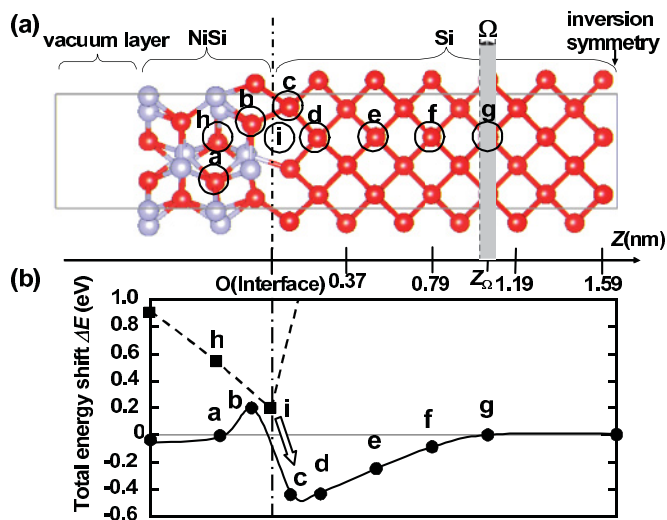 (a)
vacuum layer
NiSi
Si
Ω
inversion
symmetry
a
b
c
d
e
f
g
h
i
Z(nm)
O(Interface)
0.37
0.79
ZΩ
1.19
1.59
(b)
Total energy shift ΔE (eV)
1.0
0.8
0.6
0.4
0.2
0
-0.2
-0.4
-0.6
h
a
b
i
c
d
e
f
g